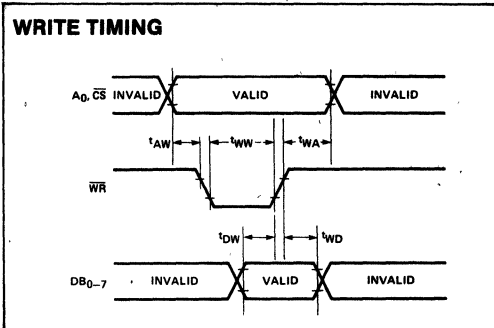 WRITE TIMING
A0, CS INVALID VALID INVALID
tAW tWW tWA
WR
tDW tWD
DB0–7 INVALID VALID INVALID